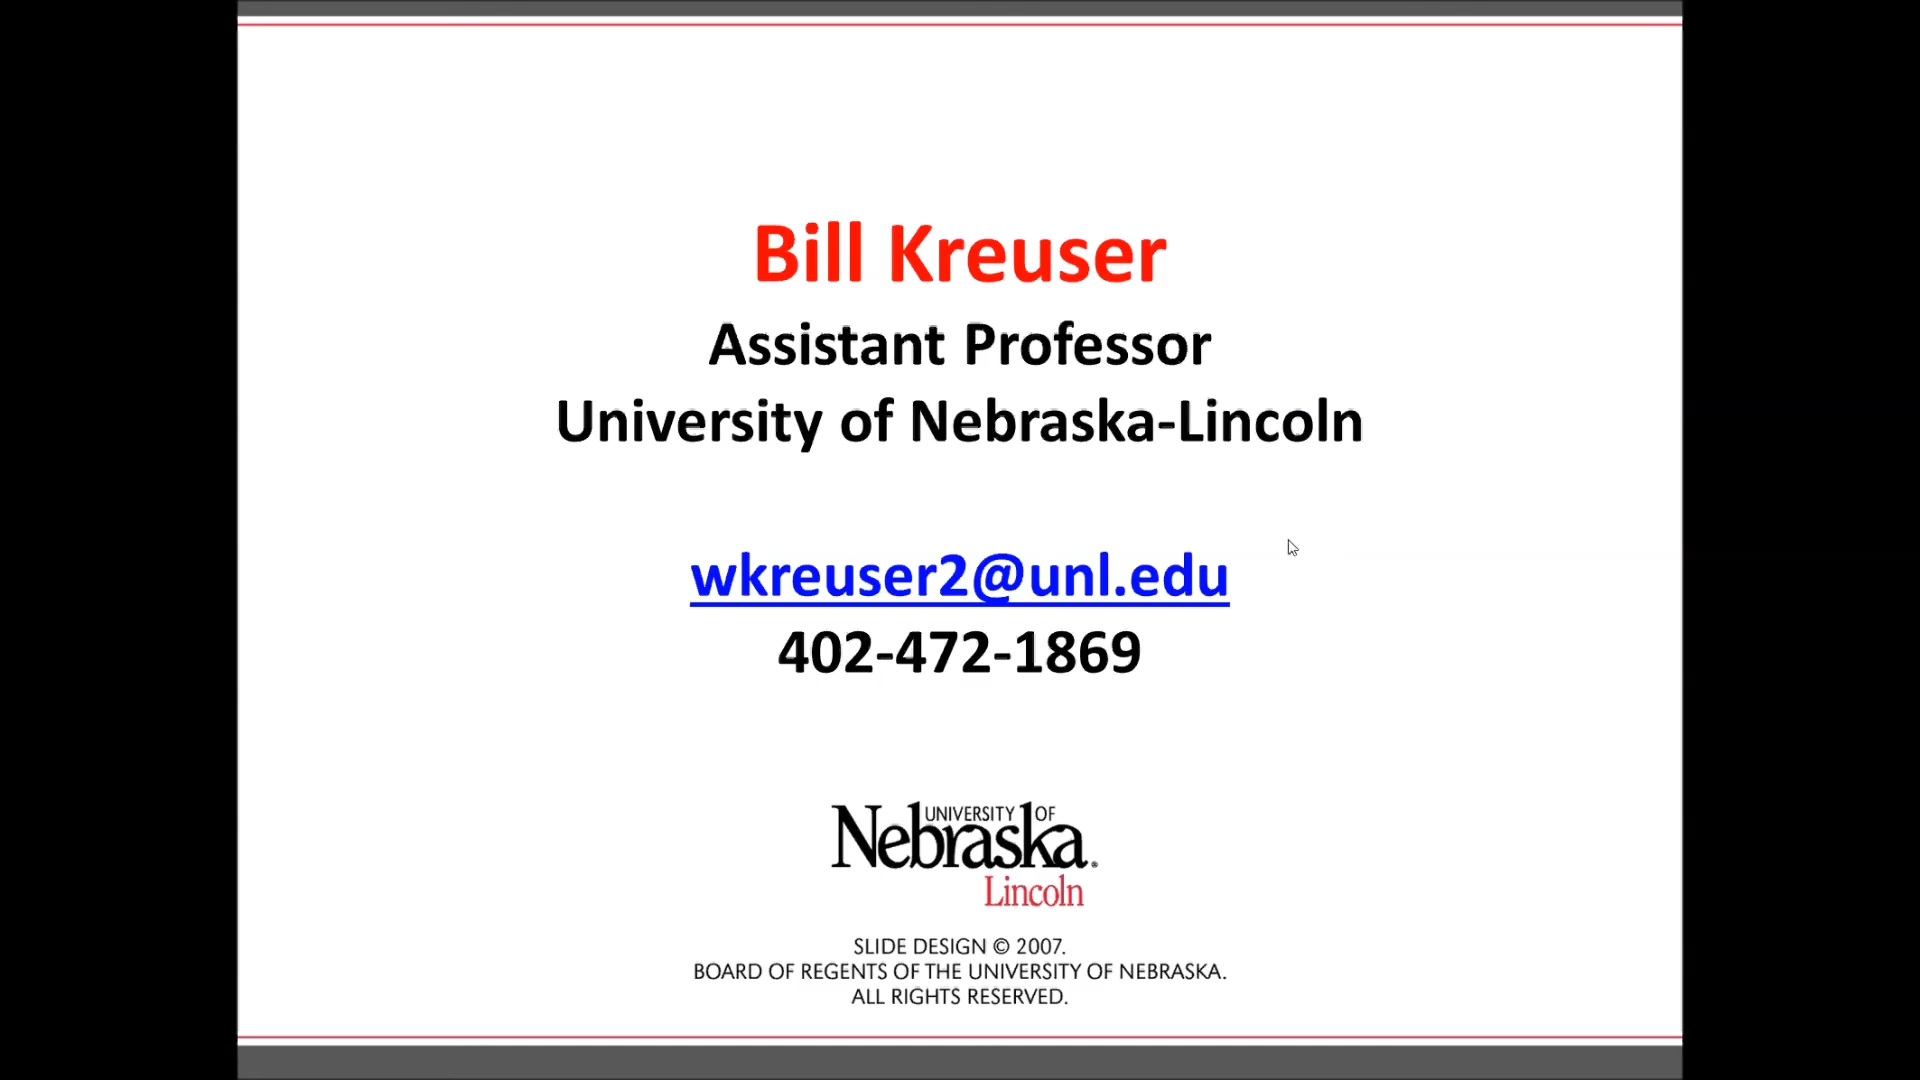 Bill Kreuser
Assistant Professor
University of Nebraska-Lincoln
wkreuser2@unl.edu
402-472-1869
UNIVERSITY OF
Nebraska®
Lincoln
SLIDE DESIGN © 2007.
BOARD OF REGENTS OF THE UNIVERSITY OF NEBRASKA.
ALL RIGHTS RESERVED.